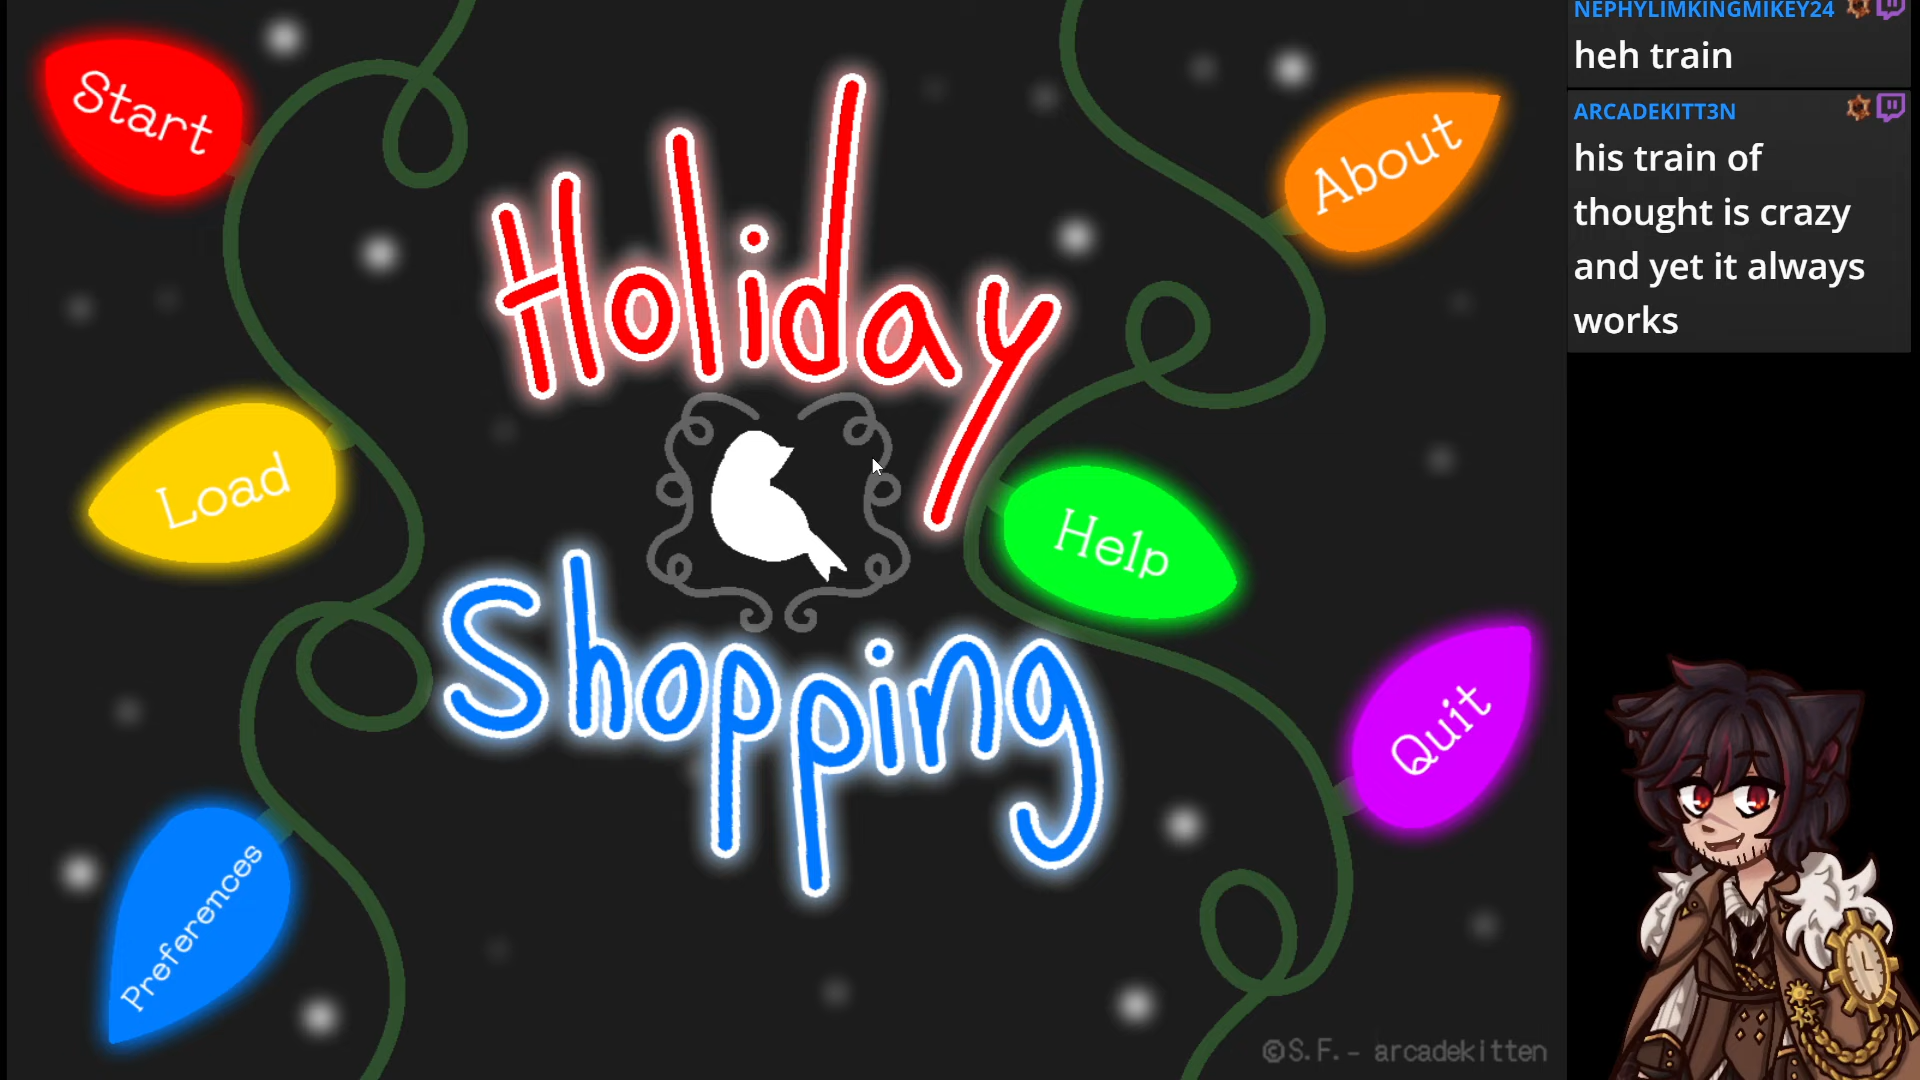 Start
About
Holiday
Load
Help
Shopping
Quit
Preferences
©S.F.- arcadekitten
NEPHYLIMKINGMIKEY24
heh train
ARCADEKITT3N
his train of
thought is crazy
and yet it always
works